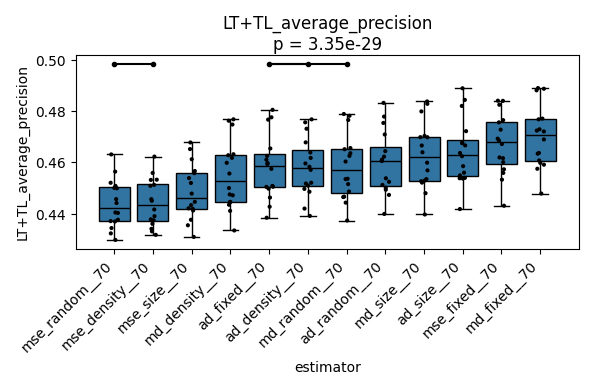 LT+TL_average_precision
p = 3.35e-29
LT+TL_average_precision
0.50
0.48
0.46
0.44
mse_random__70
mse_density__70
mse_size__70
md_density__70
ad_fixed__70
ad_density__70
md_random__70
ad_random__70
md_size__70
ad_size__70
mse_fixed__70
md_fixed__70
estimator